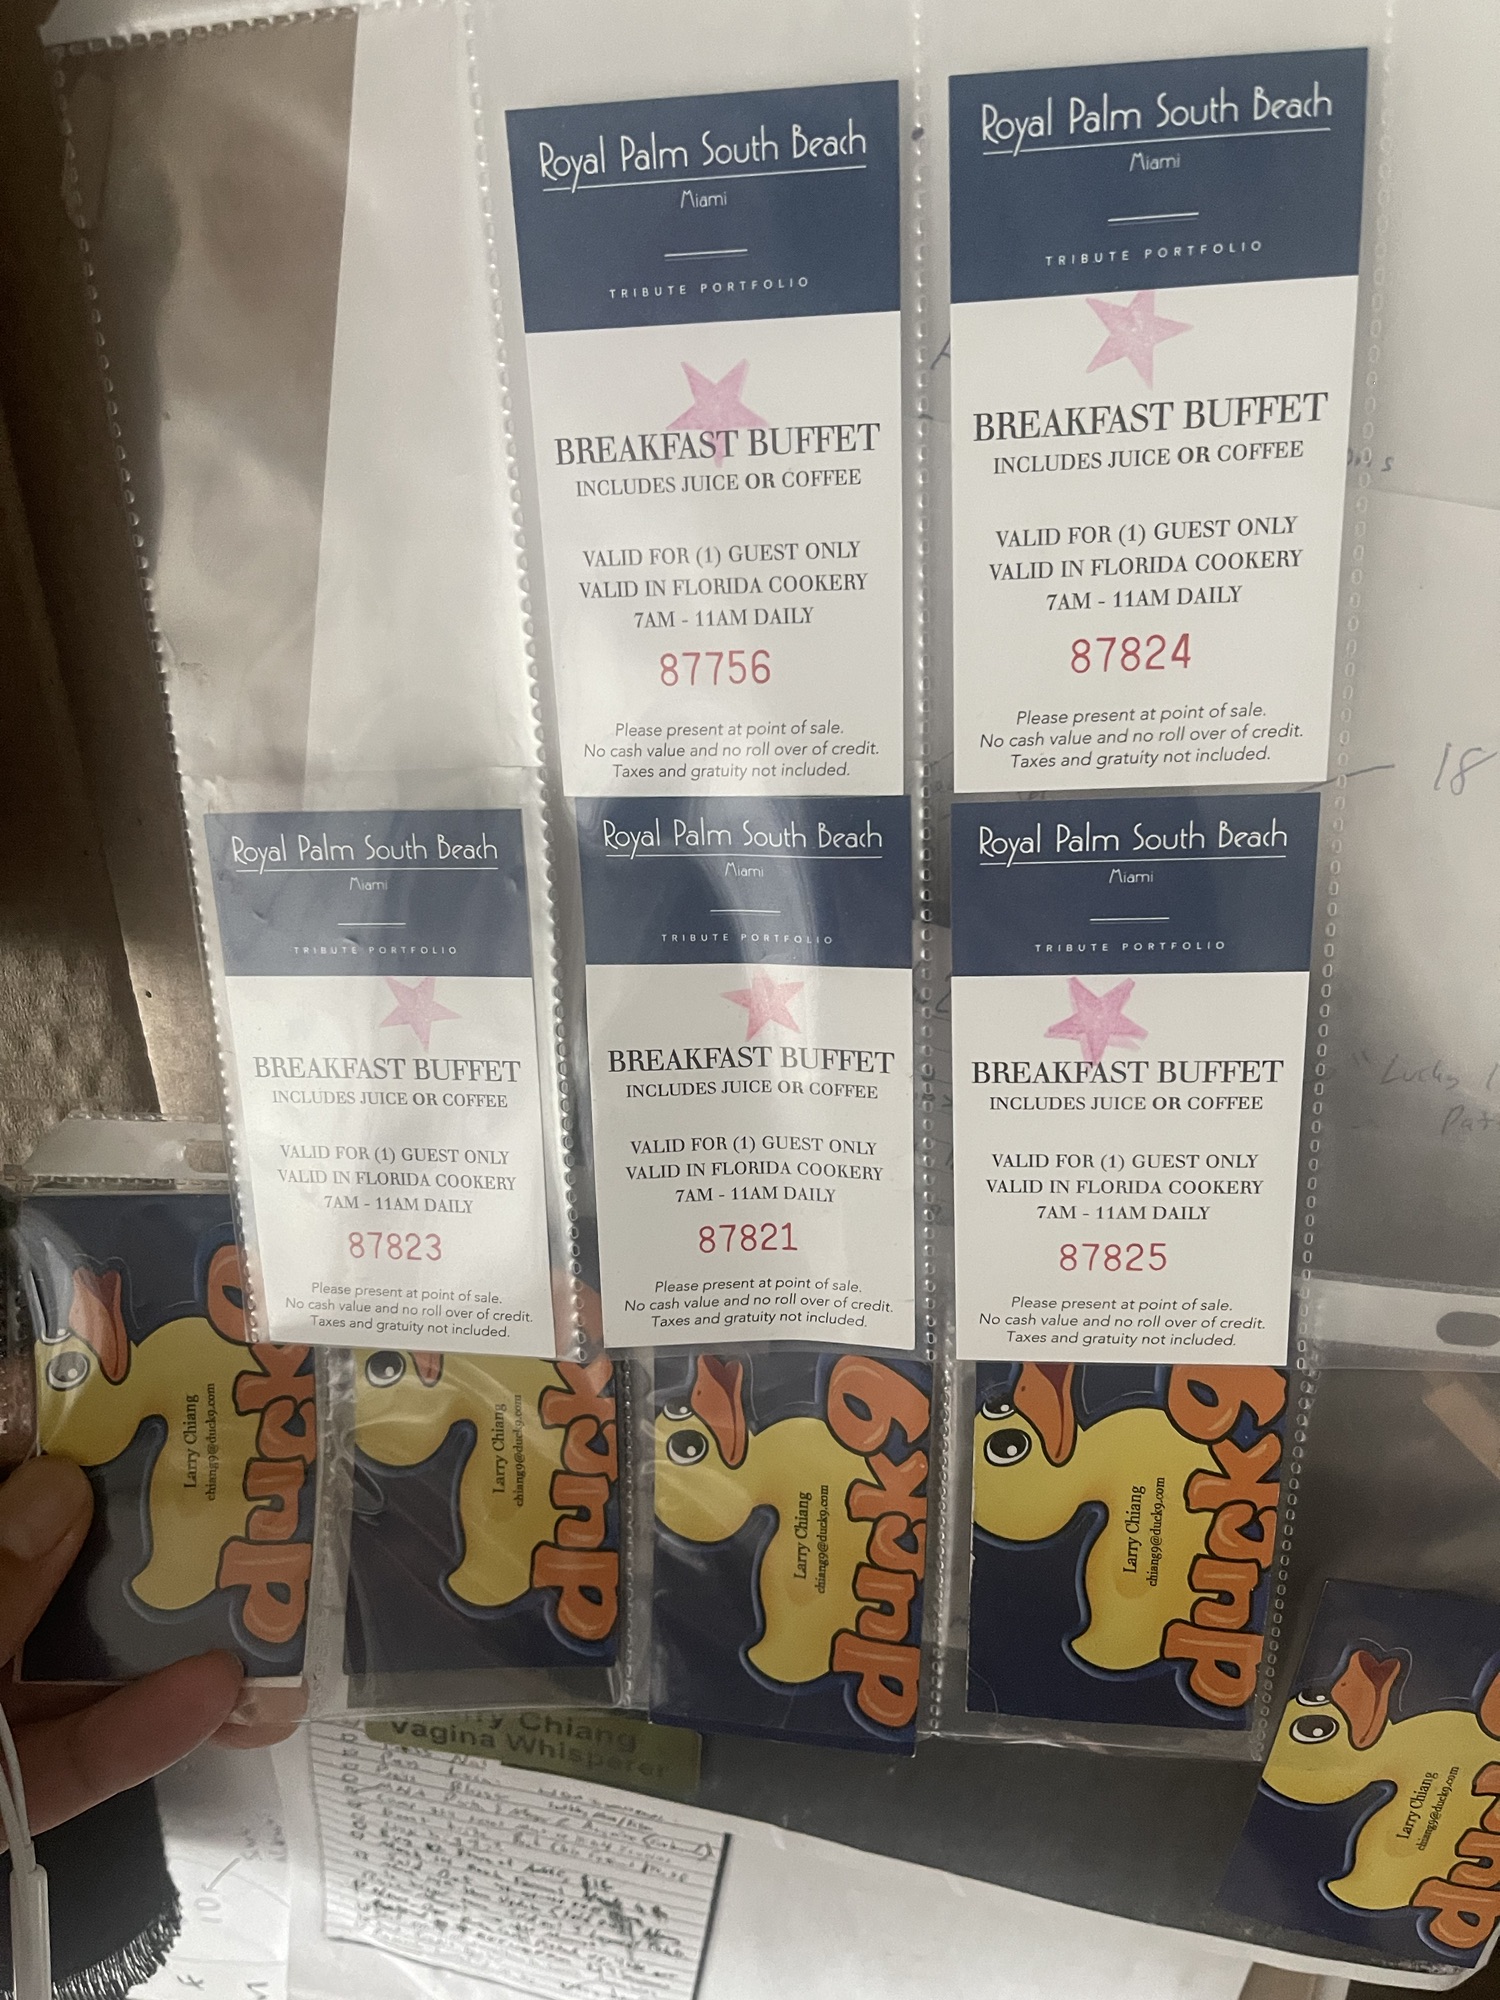 Royal Palm South Beach
Miami
TRIBUTE PORTFOLIO
BREAKFAST BUFFET
INCLUDES JUICE OR COFFEE
VALID FOR (1) GUEST ONLY
VALID IN FLORIDA COOKERY
7AM - 11AM DAILY
87756
Please present at point of sale.
No cash value and no roll over of credit.
Taxes and gratuity not included.
Royal Palm South Beach
Miami
TRIBUTE PORTFOLIO
BREAKFAST BUFFET
INCLUDES JUICE OR COFFEE
VALID FOR (1) GUEST ONLY
VALID IN FLORIDA COOKERY
7AM - 11AM DAILY
87824
Please present at point of sale.
No cash value and no roll over of credit.
Taxes and gratuity not included.
18
Royal Palm South Beach
Miami
TRIBUTE PORTFOLIO
BREAKFAST BUFFET
INCLUDES JUICE OR COFFEE
VALID FOR (1) GUEST ONLY
VALID IN FLORIDA COOKERY
7AM - 11AM DAILY
87823
Please present at point of sale.
No cash value and no roll over of credit.
Taxes and gratuity not included.
Royal Palm South Beach
Miami
TRIBUTE PORTFOLIO
BREAKFAST BUFFET
INCLUDES JUICE OR COFFEE
VALID FOR (1) GUEST ONLY
VALID IN FLORIDA COOKERY
7AM - 11AM DAILY
87821
Please present at point of sale.
No cash value and no roll over of credit.
Taxes and gratuity not included.
Royal Palm South Beach
Miami
TRIBUTE PORTFOLIO
BREAKFAST BUFFET
INCLUDES JUICE OR COFFEE
VALID FOR (1) GUEST ONLY
VALID IN FLORIDA COOKERY
7AM - 11AM DAILY
87825
Please present at point of sale.
No cash value and no roll over of credit.
Taxes and gratuity not included.
"Lucky
Larry Chiang
chiang9@duck9.com
duck9
Larry Chiang
chiang9@duck9.com
duck
Larry Chiang
chiang9@duck9.com
duck9
Larry Chiang
chiang9@duck9.com
duck9
Larry Chiang
chiang9@duck9.com
Chiang
Vagina Whisperer